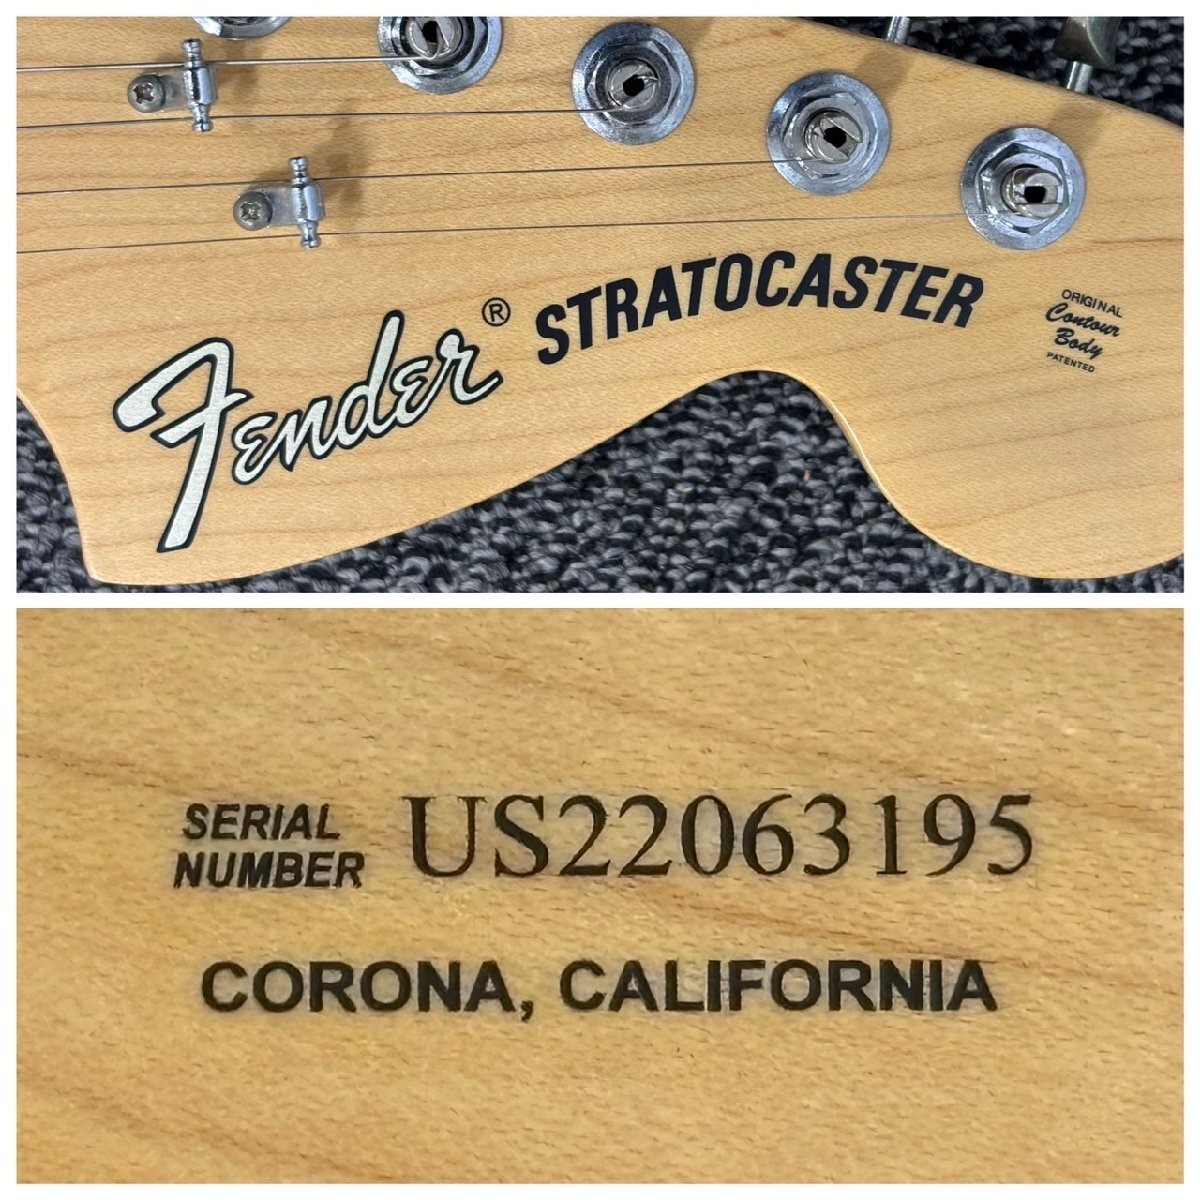 Fender® STRATOCASTER
ORIGINAL
Contour
Body
PATENTED
SERIAL
NUMBER US22063195
CORONA, CALIFORNIA